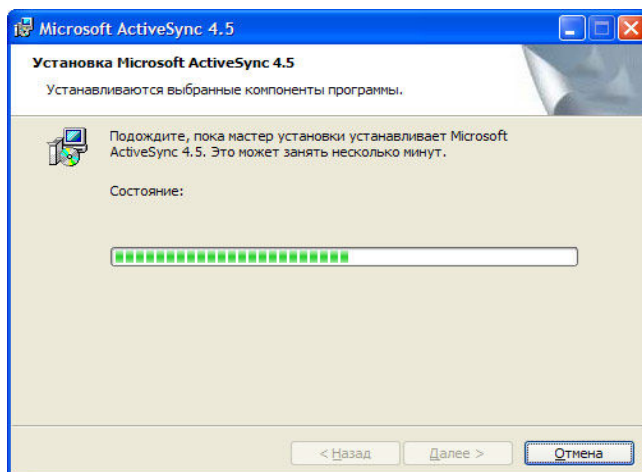 Microsoft ActiveSync 4.5
Установка Microsoft ActiveSync 4.5
Устанавливаются выбранные компоненты программы.
Подождите, пока мастер установки устанавливает Microsoft
ActiveSync 4.5. Это может занять несколько минут.
Состояние:
< Назад Далее > Отмена